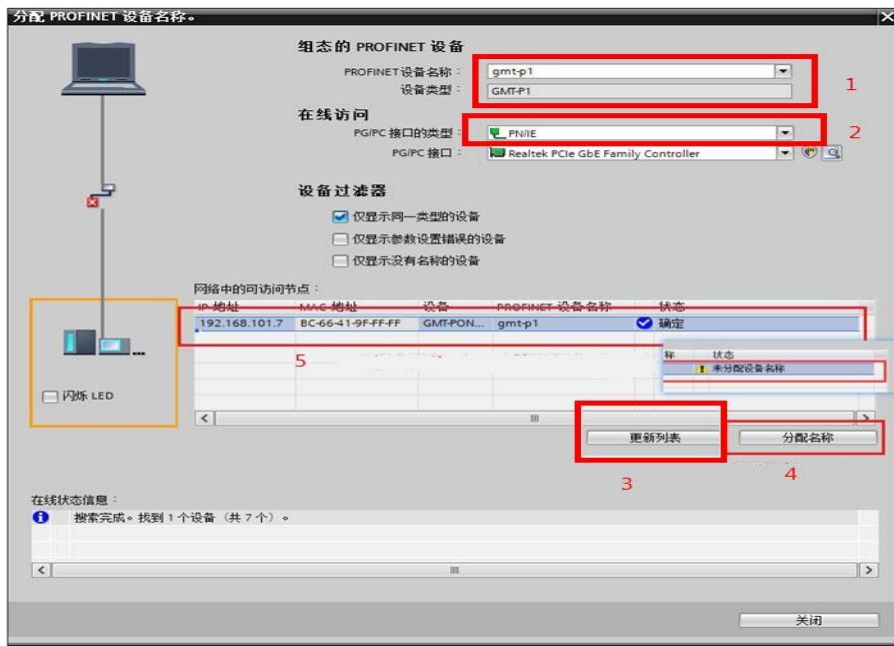 分配 PROFINET 设备名称。
组态的 PROFINET 设备
PROFINET设备名称： gmt-p1
设备类型： GMT-P1
1
在线访问
PG/PC 接口的类型： PN/IE
2
PG/PC 接口： Realtek PCIe GbE Family Controller
设备过滤器
仅显示同一类型的设备
仅显示参数设置错误的设备
仅显示没有名称的设备
网络中的可访问节点：
IP 地址 MAC 地址 设备 PROFINET 设备名称 状态
192.168.101.7 BC-66-41-9F-FF-FF GMT-PON... gmt-p1 确定
5
称 状态
未分配设备名称
闪烁 LED
更新列表 分配名称
3 4
在线状态信息：
搜索完成。找到 1 个设备（共 7 个）。
关闭